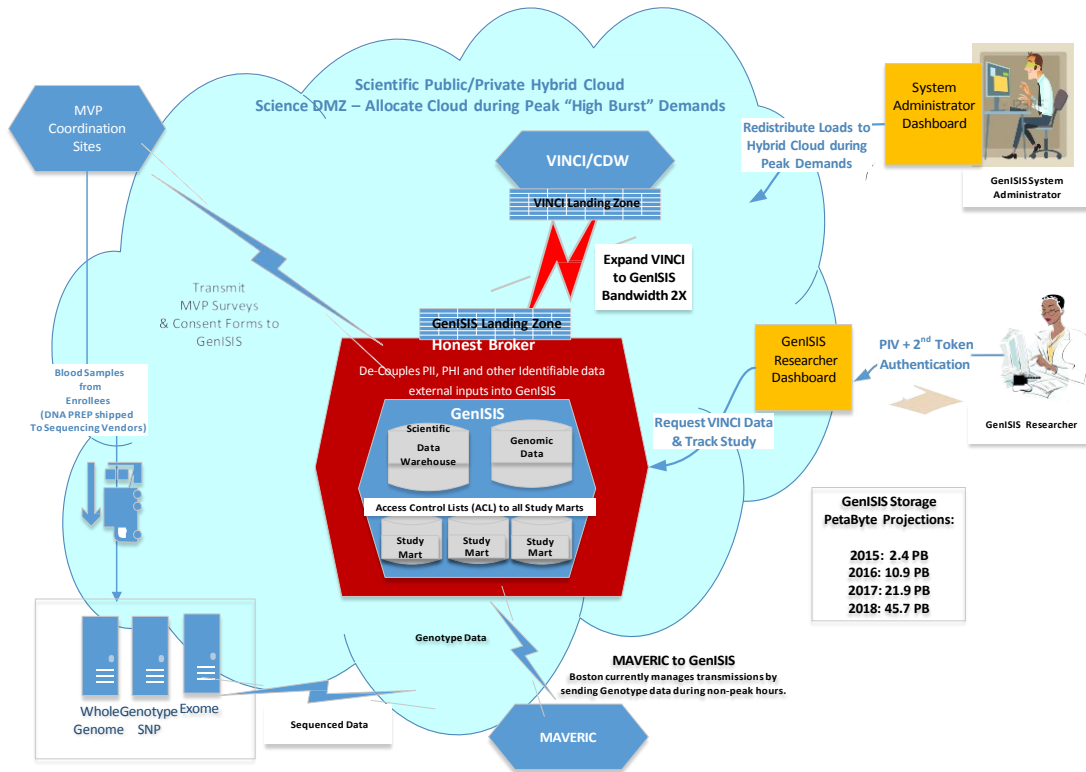 Scientific Public/Private Hybrid Cloud
Science DMZ – Allocate Cloud during Peak “High Burst” Demands
MVP
Coordination
Sites
VINCI/CDW
VINCI Landing Zone
Redistribute Loads to
Hybrid Cloud during
Peak Demands
System
Administrator
Dashboard
GenISIS System
Administrator
Expand VINCI
to GenISIS
Bandwidth 2X
Transmit
MVP Surveys
& Consent Forms to
GenISIS
GenISIS Landing Zone
Honest Broker
De-Couples PII, PHI and other Identifiable data
external inputs into GenISIS
GenISIS
Scientific
Data
Warehouse
Genomic
Data
Access Control Lists (ACL) to all Study Marts
Study
Mart
Study
Mart
Study
Mart
GenISIS
Researcher
Dashboard
PIV + 2nd Token
Authentication
GenISIS Researcher
Request VINCI Data
& Track Study
Blood Samples
from
Enrollees
(DNA PREP shipped
To Sequencing Vendors)
GenISIS Storage
PetaByte Projections:
2015: 2.4 PB
2016: 10.9 PB
2017: 21.9 PB
2018: 45.7 PB
Genotype Data
MAVERIC to GenISIS
Boston currently manages transmissions by
sending Genotype data during non-peak hours.
Whole
Genome
Genotype
SNP
Exome
Sequenced Data
MAVERIC